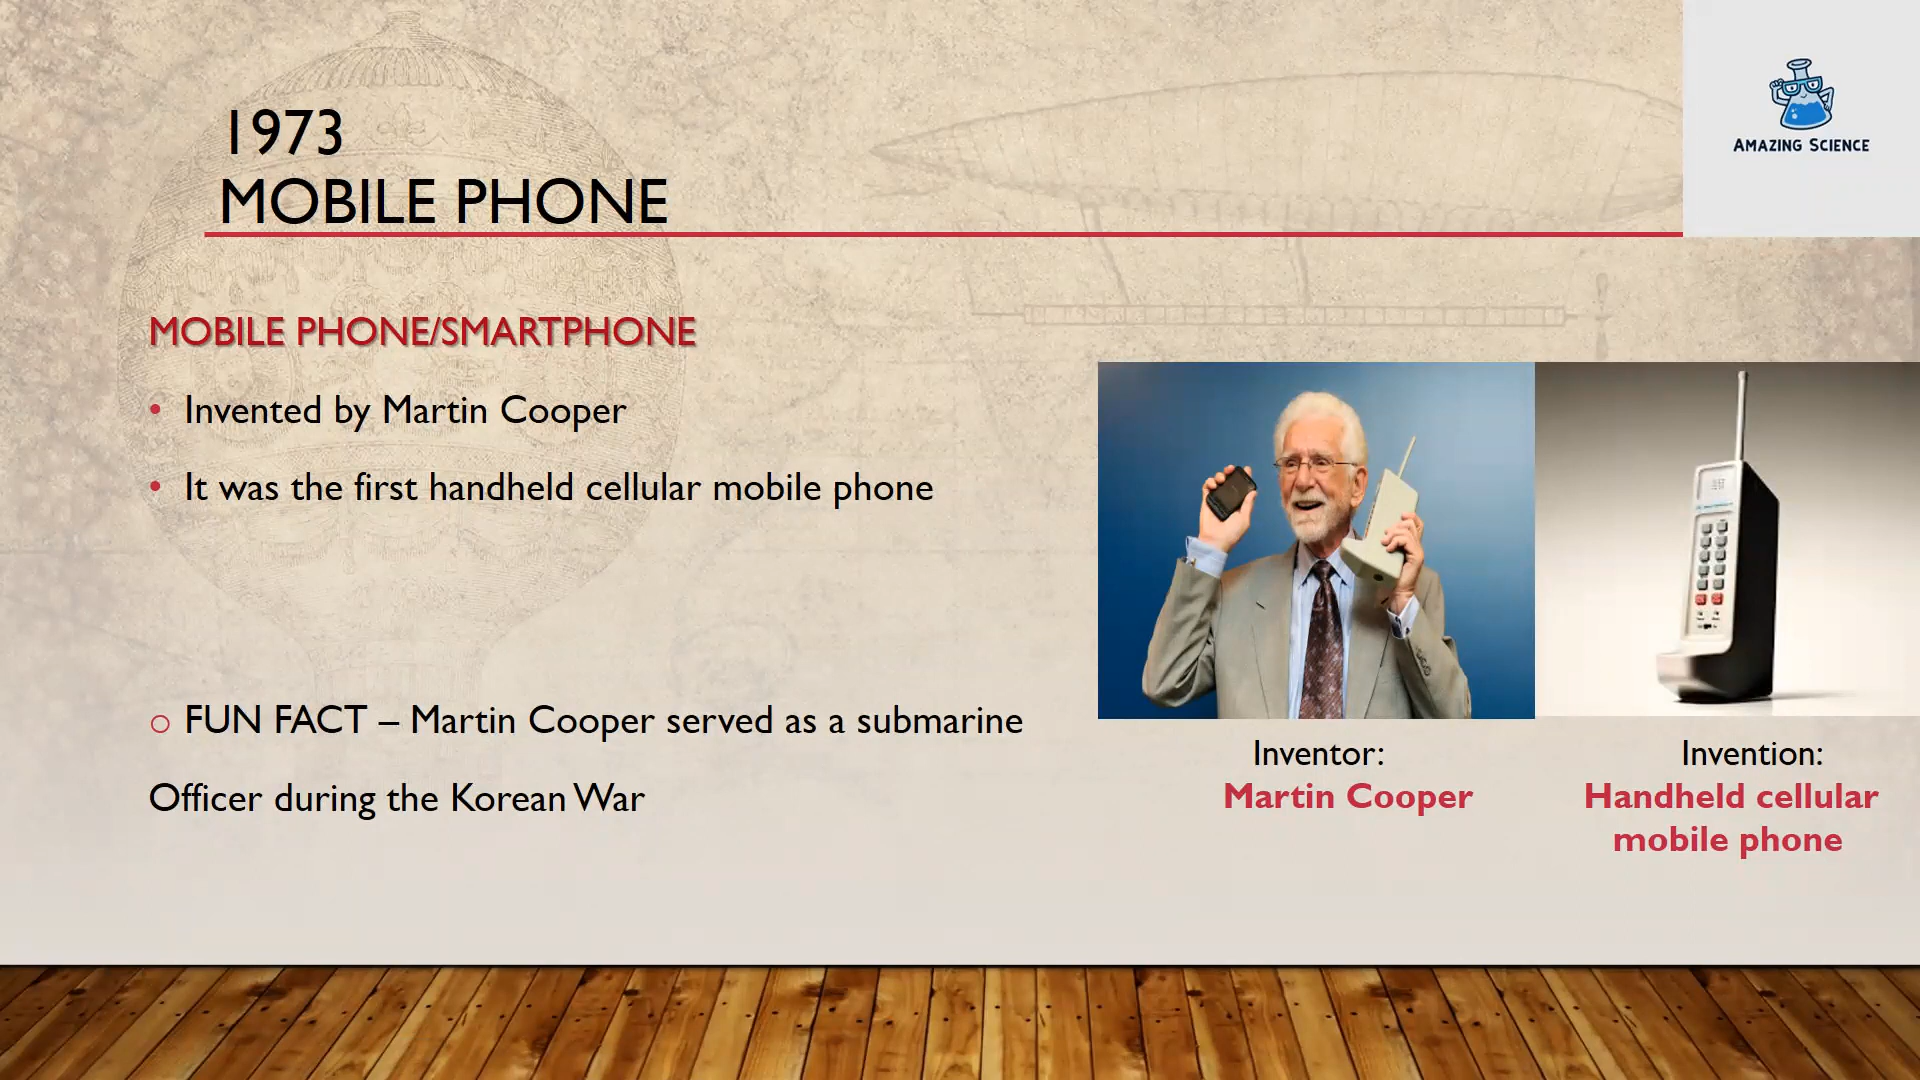 1973
MOBILE PHONE
AMAZING SCIENCE
MOBILE PHONE/SMARTPHONE
• Invented by Martin Cooper
• It was the first handheld cellular mobile phone
o FUN FACT – Martin Cooper served as a submarine
Officer during the Korean War
Inventor:
Martin Cooper
Invention:
Handheld cellular
mobile phone